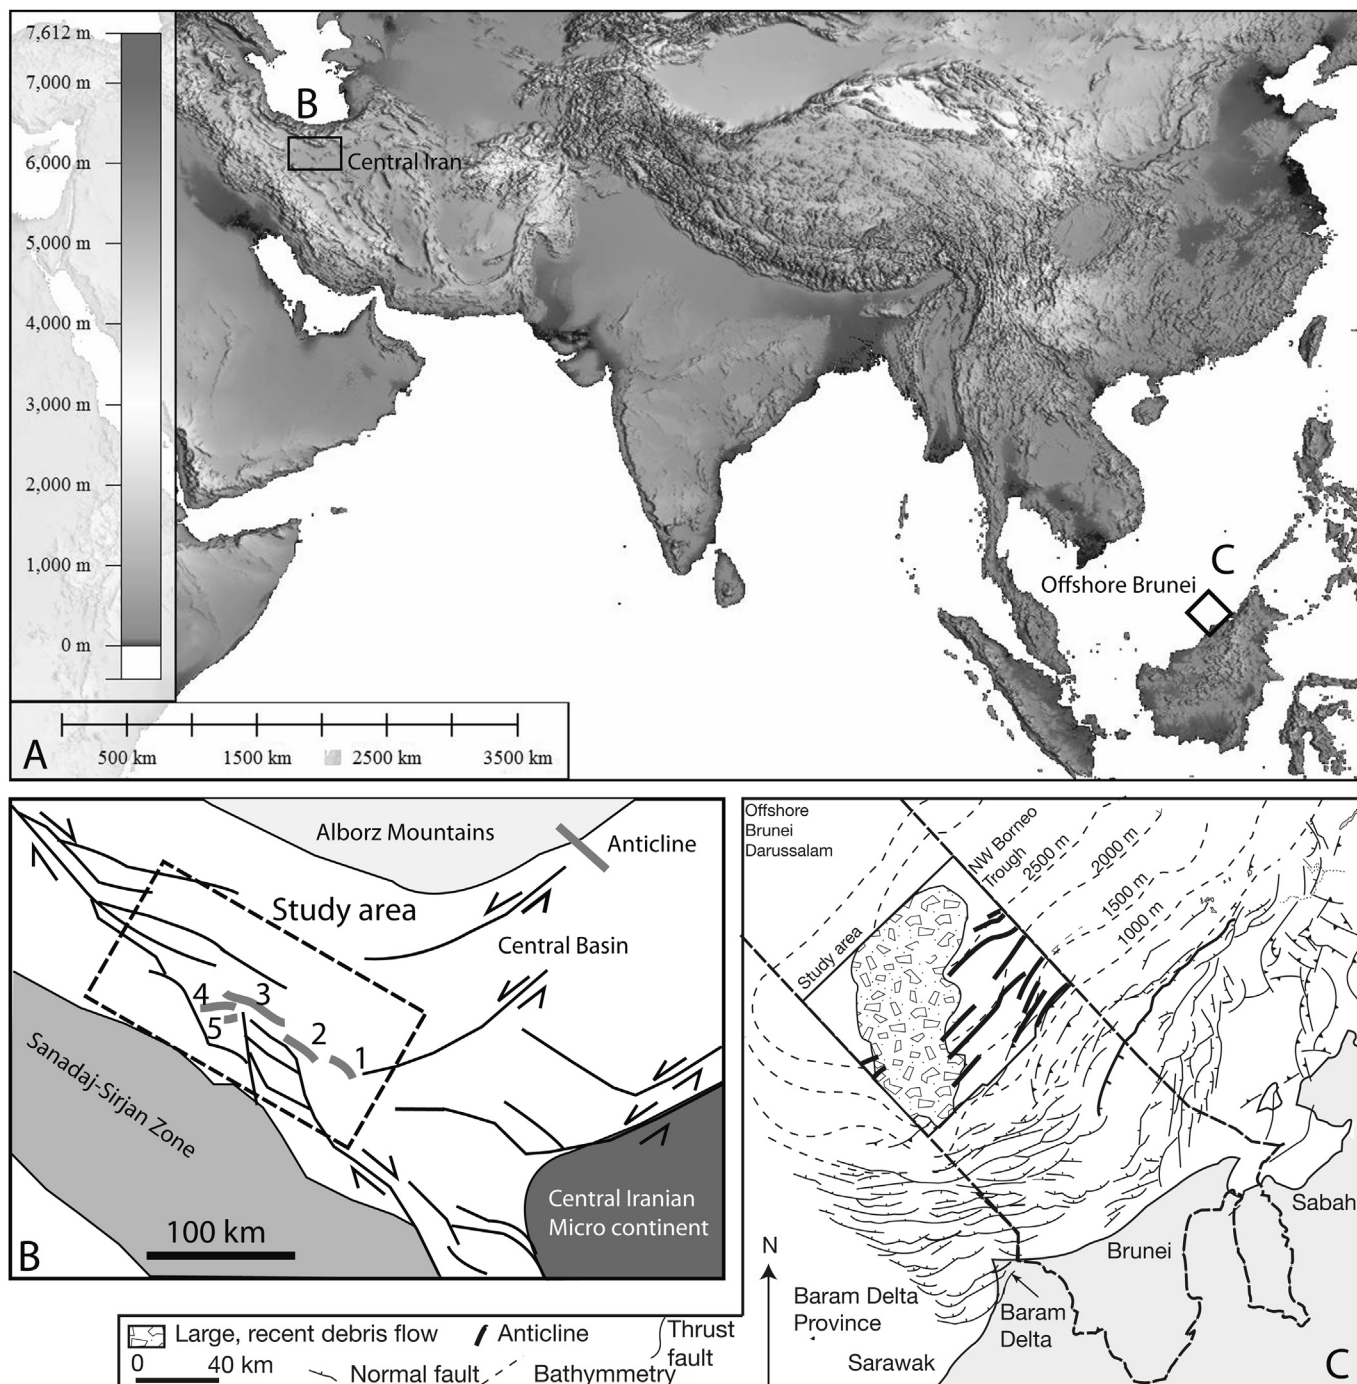 7,612 m
7,000 m
6,000 m
5,000 m
4,000 m
3,000 m
2,000 m
1,000 m
0 m
B
Central Iran
C
Offshore Brunei
A
500 km
1500 km
2500 km
3500 km
Alborz Mountains
Anticline
Study area
Central Basin
4
3
5
2
1
Sanadaj-Sirjan Zone
100 km
Central Iranian
Micro continent
B
Offshore
Brunei
Darussalam
NW Borneo
Trough
2500 m
2000 m
1500 m
1000 m
Study area
Sabah
Brunei
N
Baram Delta
Province
Baram
Delta
Sarawak
C
Large, recent debris flow
Anticline
Thrust
fault
0
40 km
Normal fault
Bathymmetry